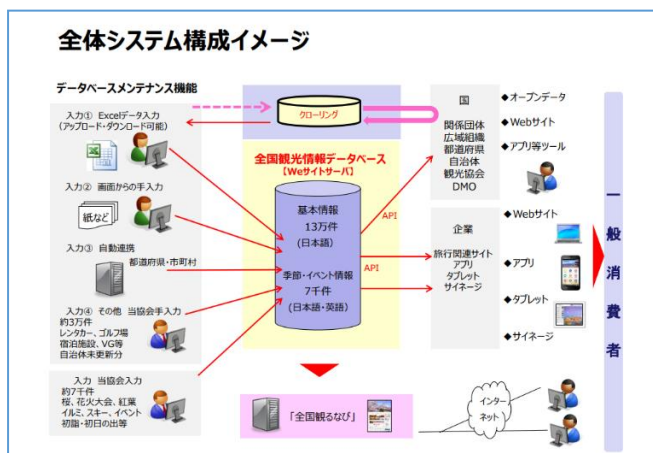 全体システム構成イメージ
データベースメンテナンス機能
入力① Excelデータ入力
(アップロード・ダウンロード可能)
入力② 画面からの手入力
紙など
入力③ 自動連携
都道府県・市町村
入力④ その他 当協会手入力
約3万件
レンタカー、ゴルフ場
宿泊施設、VG等
自治体未更新分
入力 当協会入力
約7千件
桜、花火大会、紅葉
イルミ、スキー、イベント
初詣・初日の出等
クローリング
全国観光情報データベース
【Weサイトサーバ】
基本情報
13万件
(日本語)
季節・イベント情報
7千件
(日本語・英語)
API
API
「全国観るなび」
国
関係団体
広域組織
都道府県
自治体
観光協会
DMO
◆オープンデータ
◆Webサイト
◆アプリ等ツール
企業
旅行関連サイト
アプリ
タブレット
サイネージ
◆Webサイト
◆アプリ
◆タブレット
◆サイネージ
インター
ネット
一般消費者